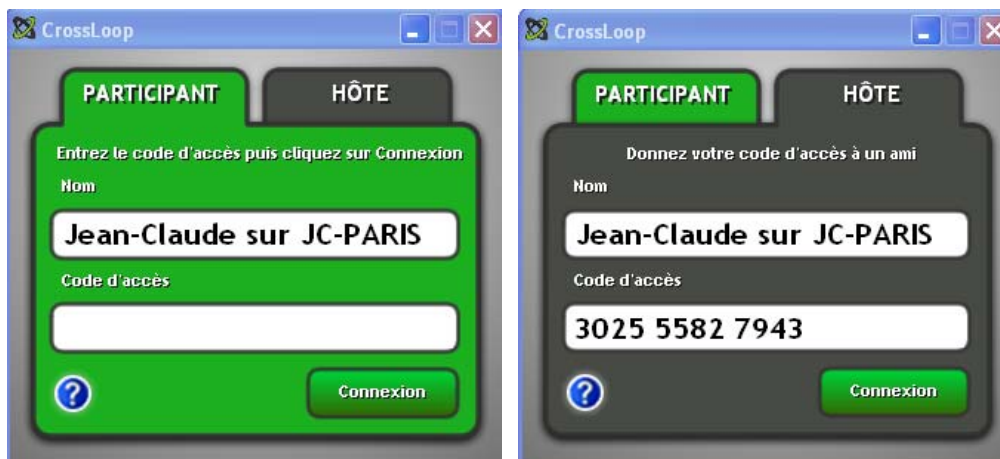 CrossLoop
PARTICIPANT HÔTE
Entrez le code d'accès puis cliquez sur Connexion
Nom
Jean-Claude sur JC-PARIS
Code d'accès
?
Connexion
CrossLoop
PARTICIPANT HÔTE
Donnez votre code d'accès à un ami
Nom
Jean-Claude sur JC-PARIS
Code d'accès
3025 5582 7943
?
Connexion